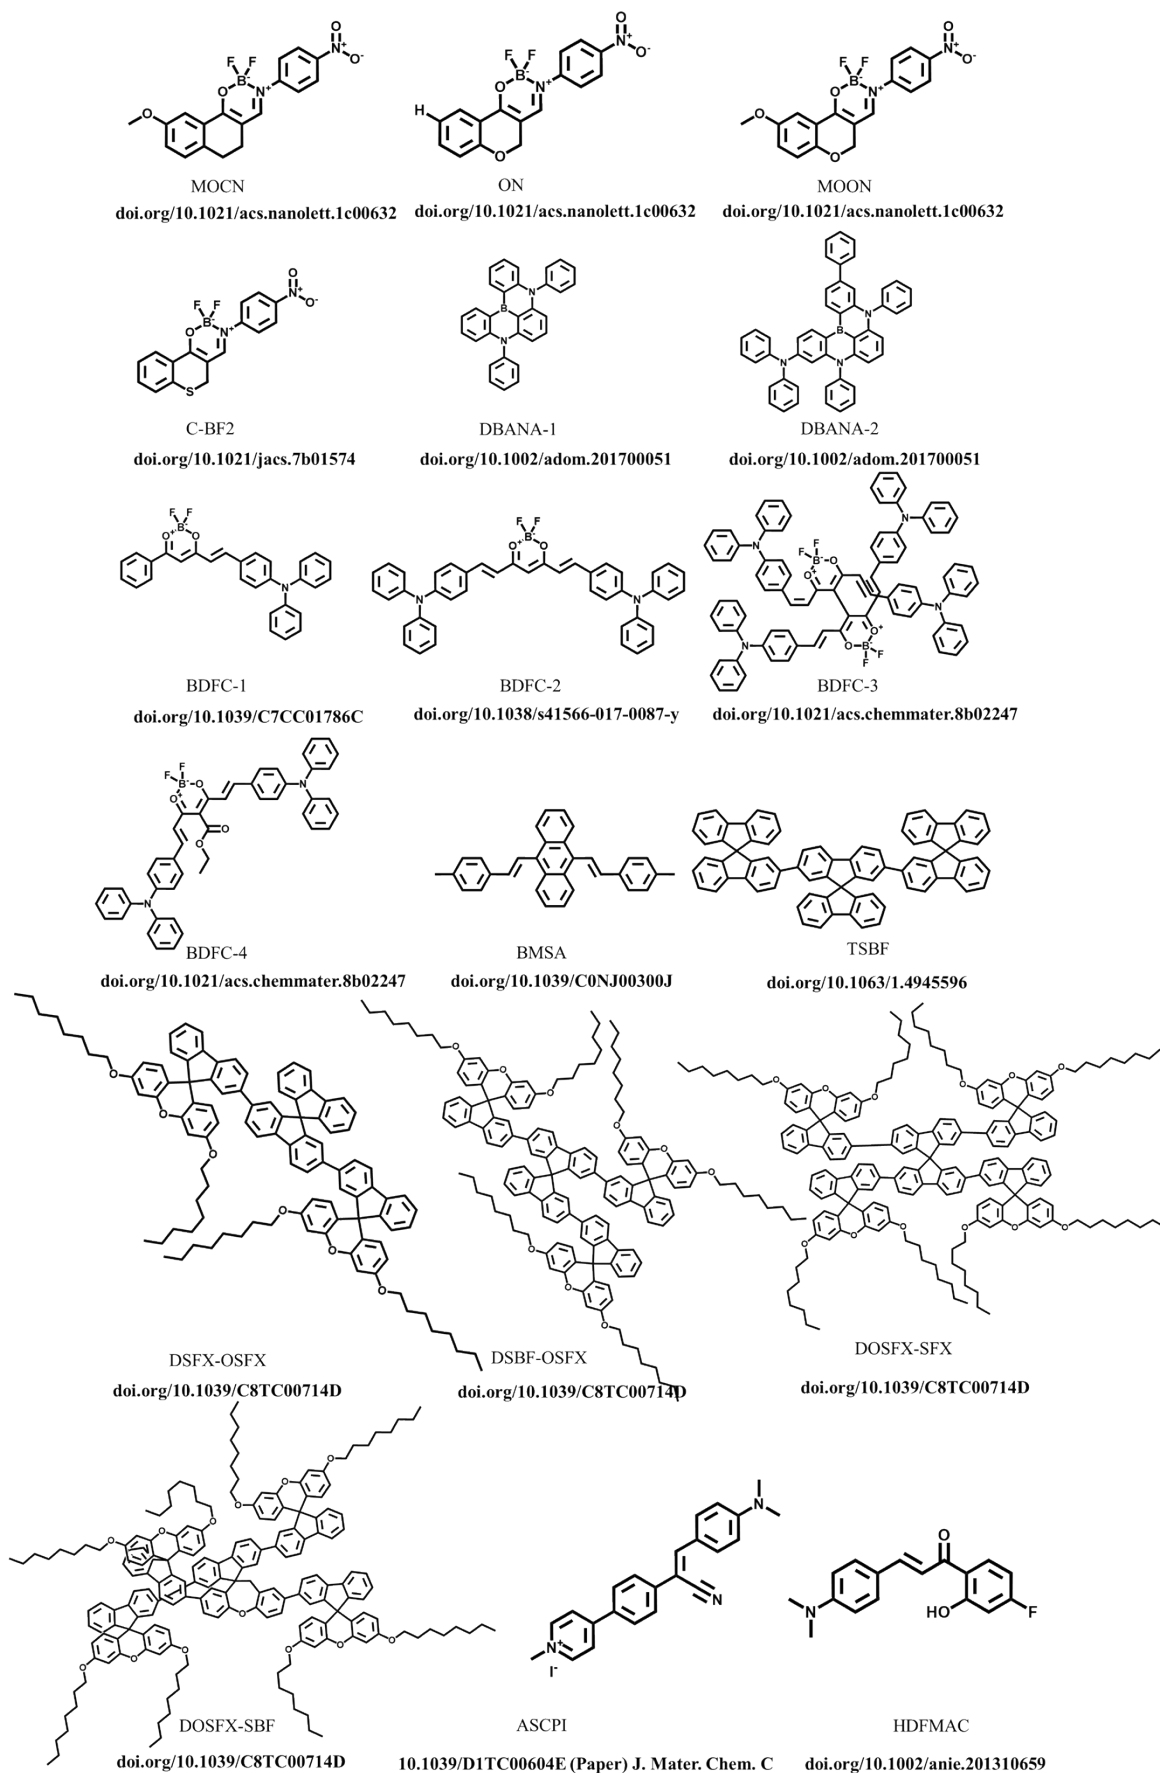 MOCN
doi.org/10.1021/acs.nanolett.1c00632
ON
doi.org/10.1021/acs.nanolett.1c00632
MOON
doi.org/10.1021/acs.nanolett.1c00632
C-BF2
doi.org/10.1021/jacs.7b01574
DBANA-1
doi.org/10.1002/adom.201700051
DBANA-2
doi.org/10.1002/adom.201700051
BDFC-1
doi.org/10.1039/C7CC01786C
BDFC-2
doi.org/10.1038/s41566-017-0087-y
BDFC-3
doi.org/10.1021/acs.chemmater.8b02247
BDFC-4
doi.org/10.1021/acs.chemmater.8b02247
BMSA
doi.org/10.1039/C0NJ00300J
TSBF
doi.org/10.1063/1.4945596
DSFX-OSFX
doi.org/10.1039/C8TC00714D
DSBF-OSFX
doi.org/10.1039/C8TC00714D
DOSFX-SFX
doi.org/10.1039/C8TC00714D
DOSFX-SBF
doi.org/10.1039/C8TC00714D
ASCPI
10.1039/D1TC00604E (Paper) J. Mater. Chem. C
HDFMAC
doi.org/10.1002/anie.201310659